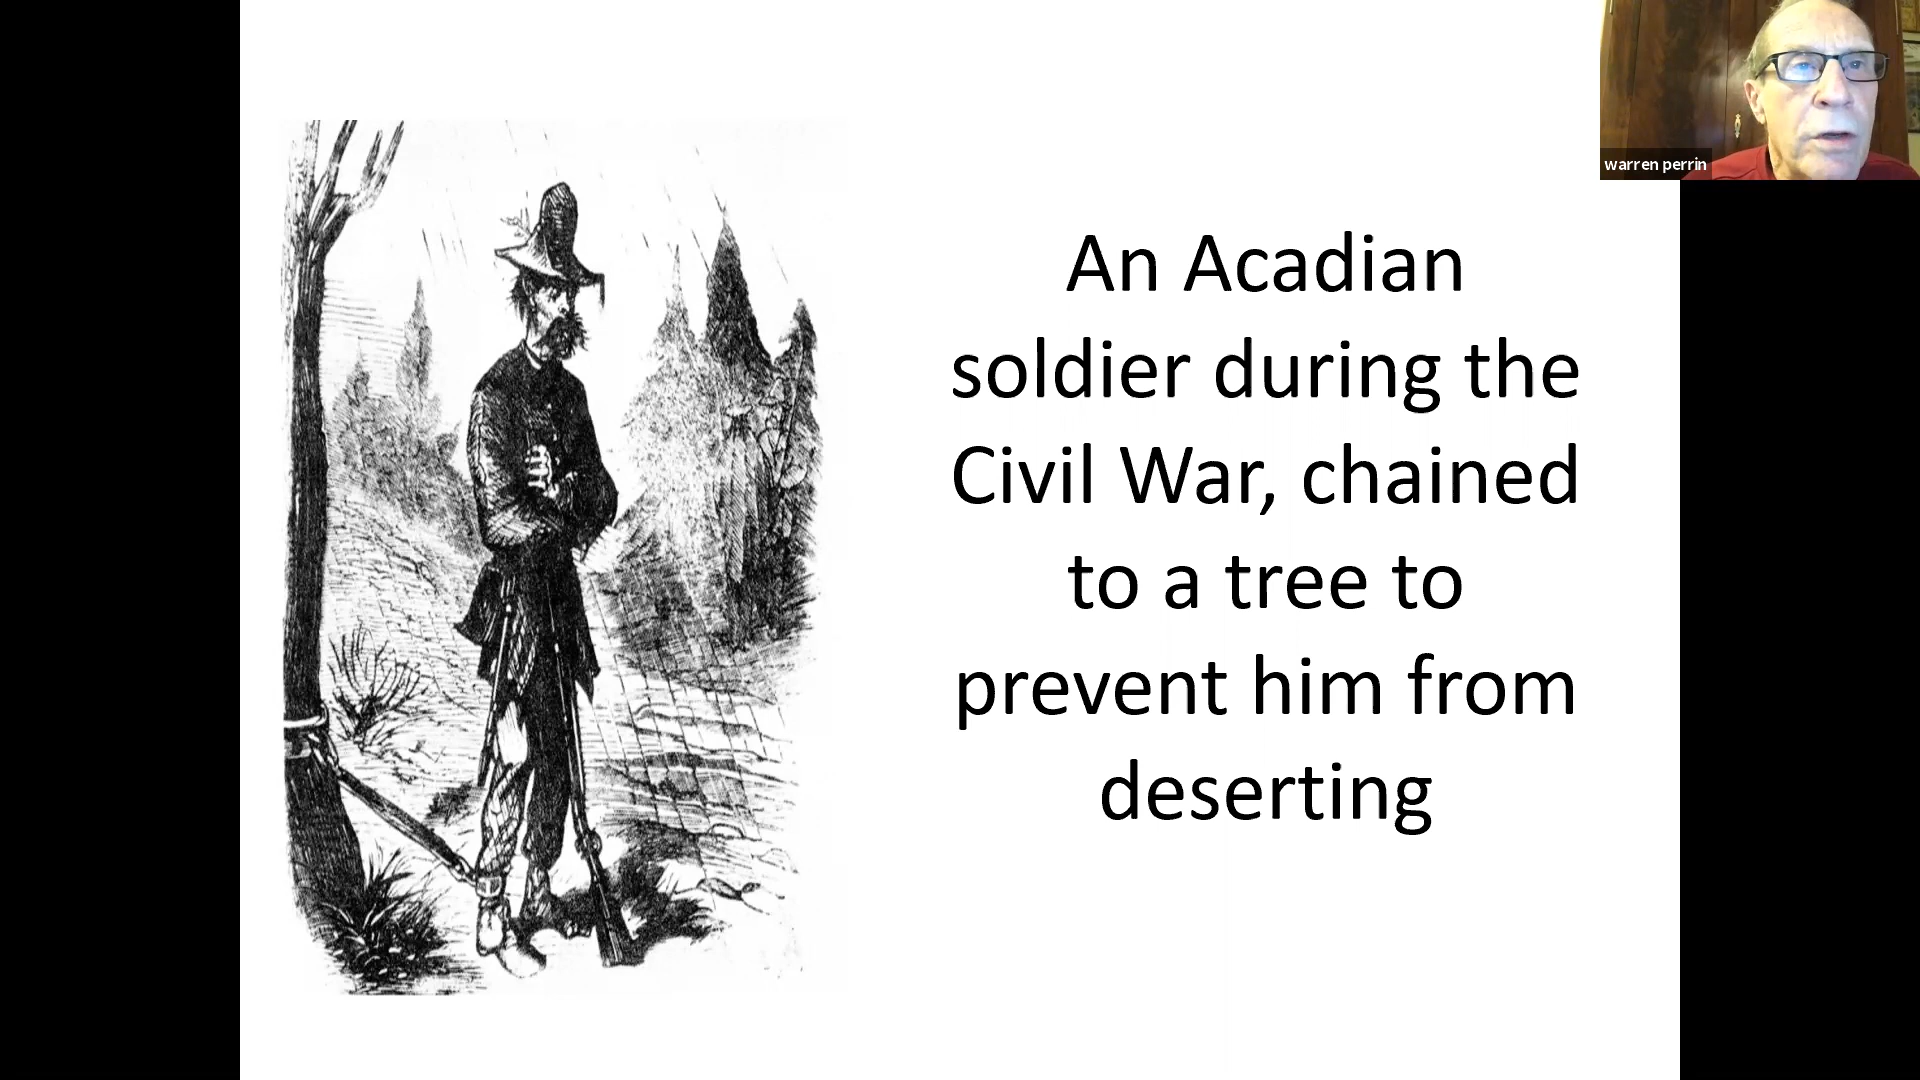 warren perrin
An Acadian
soldier during the
Civil War, chained
to a tree to
prevent him from
deserting